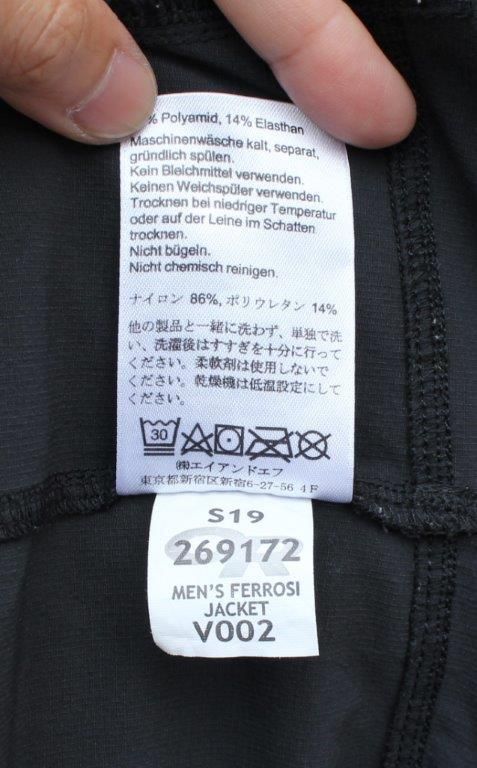 % Polyamid, 14% Elasthan
Maschinenwäsche kalt, separat,
gründlich spülen.
Kein Bleichmittel verwenden.
Keinen Weichspüler verwenden.
Trocknen bei niedriger Temperatur
oder auf der Leine im Schatten
trocknen.
Nicht bügeln.
Nicht chemisch reinigen.
ナイロン 86%, ポリウレタン 14%
他の製品と一緒に洗わず、単独で洗
い、洗濯後はすすぎを十分に行って
ください。柔軟剤は使用しないで
ください。乾燥機は低温設定にして
ください。
30
㈱エイアンドエフ
東京都新宿区新宿6-27-56 4F
S19
269172
MEN'S FERROSI
JACKET
V002